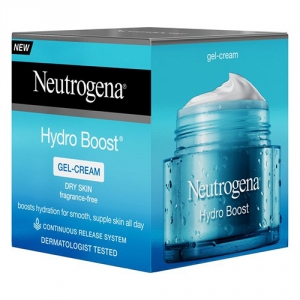 NEW
Neutrogena®
Hydro Boost®
GEL-CREAM
DRY SKIN
fragrance-free
boosts hydration for smooth, supple skin all day
CONTINUOUS RELEASE SYSTEM
DERMATOLOGIST TESTED
gel-cream
Neutrogena
Hydro Boost